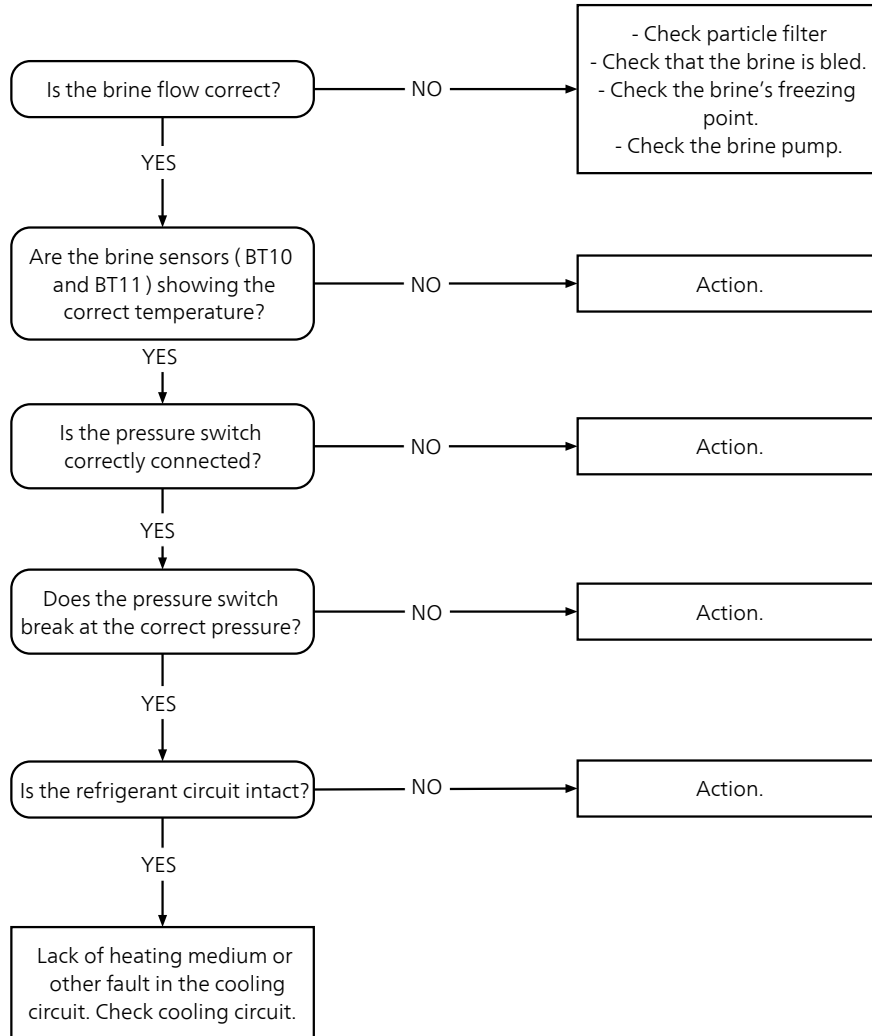 Is the brine flow correct?
NO
- Check particle filter
- Check that the brine is bled.
- Check the brine’s freezing
point.
- Check the brine pump.
YES
Are the brine sensors ( BT10
and BT11 ) showing the
correct temperature?
NO
Action.
YES
Is the pressure switch
correctly connected?
NO
Action.
YES
Does the pressure switch
break at the correct pressure?
NO
Action.
YES
Is the refrigerant circuit intact?
NO
Action.
YES
Lack of heating medium or
other fault in the cooling
circuit. Check cooling circuit.